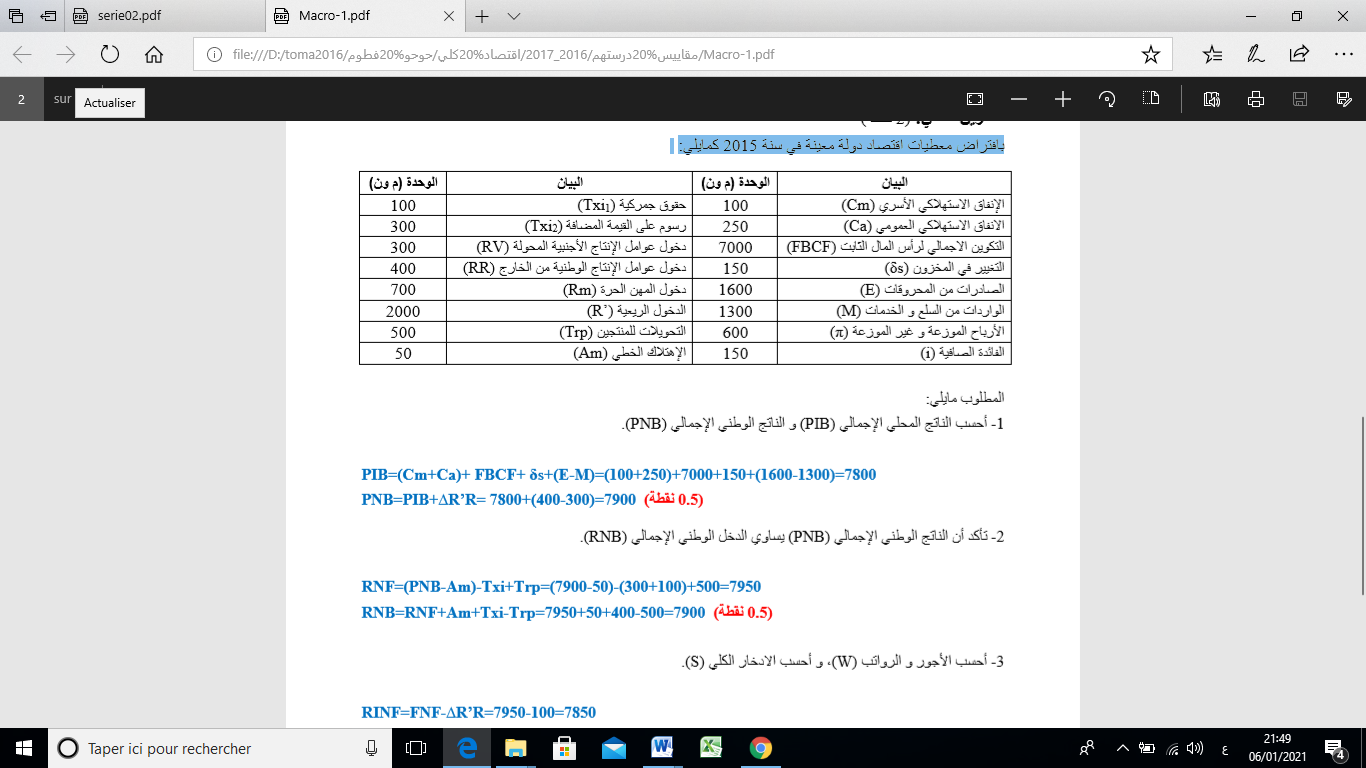 serie02.pdf
Macro-1.pdf
file:///D:/toma2016/مقاييس%20درستهم/2016_2017/اقتصاد%20كلي/حوحو%20فطوم/Macro-1.pdf
2 sur
Actualiser
بافتراض معطيات اقتصاد دولة معينة في سنة 2015 كمايلي:
البيان الوحدة (م ون) البيان الوحدة (م ون)
الإنفاق الاستهلاكي الأسري (Cm) 100 حقوق جمركية (Txi1) 100
الانفاق الاستهلاكي العمومي (Ca) 250 رسوم على القيمة المضافة (Txi2) 300
التكوين الاجمالي لرأس المال الثابت (FBCF) 7000 دخول عوامل الإنتاج الأجنبية المحولة (RV) 300
التغيير في المخزون (δs) 150 دخول عوامل الإنتاج الوطنية من الخارج (RR) 400
الصادرات من المحروقات (E) 1600 دخول المهن الحرة (Rm) 700
الواردات من السلع و الخدمات (M) 1300 الدخول الريعية (R’) 2000
الأرباح الموزعة و غير الموزعة (π) 600 التحويلات للمنتجين (Trp) 500
الفائدة الصافية (i) 150 الإهتلاك الخطي (Am) 50
المطلوب مايلي:
1- أحسب الناتج المحلي الإجمالي (PIB) و الناتج الوطني الإجمالي (PNB).
PIB=(Cm+Ca)+ FBCF+ δs+(E-M)=(100+250)+7000+150+(1600-1300)=7800
PNB=PIB+ΔR’R= 7800+(400-300)=7900 (0.5 نقطة)
2- تأكد أن الناتج الوطني الإجمالي (PNB) يساوي الدخل الوطني الإجمالي (RNB).
RNF=(PNB-Am)-Txi+Trp=(7900-50)-(300+100)+500=7950
RNB=RNF+Am+Txi-Trp=7950+50+400-500=7900 (0.5 نقطة)
3- أحسب الأجور و الرواتب (W)، و أحسب الادخار الكلي (S).
RINF=FNF-ΔR’R=7950-100=7850
Taper ici pour rechercher
ع
21:49
06/01/2021
4